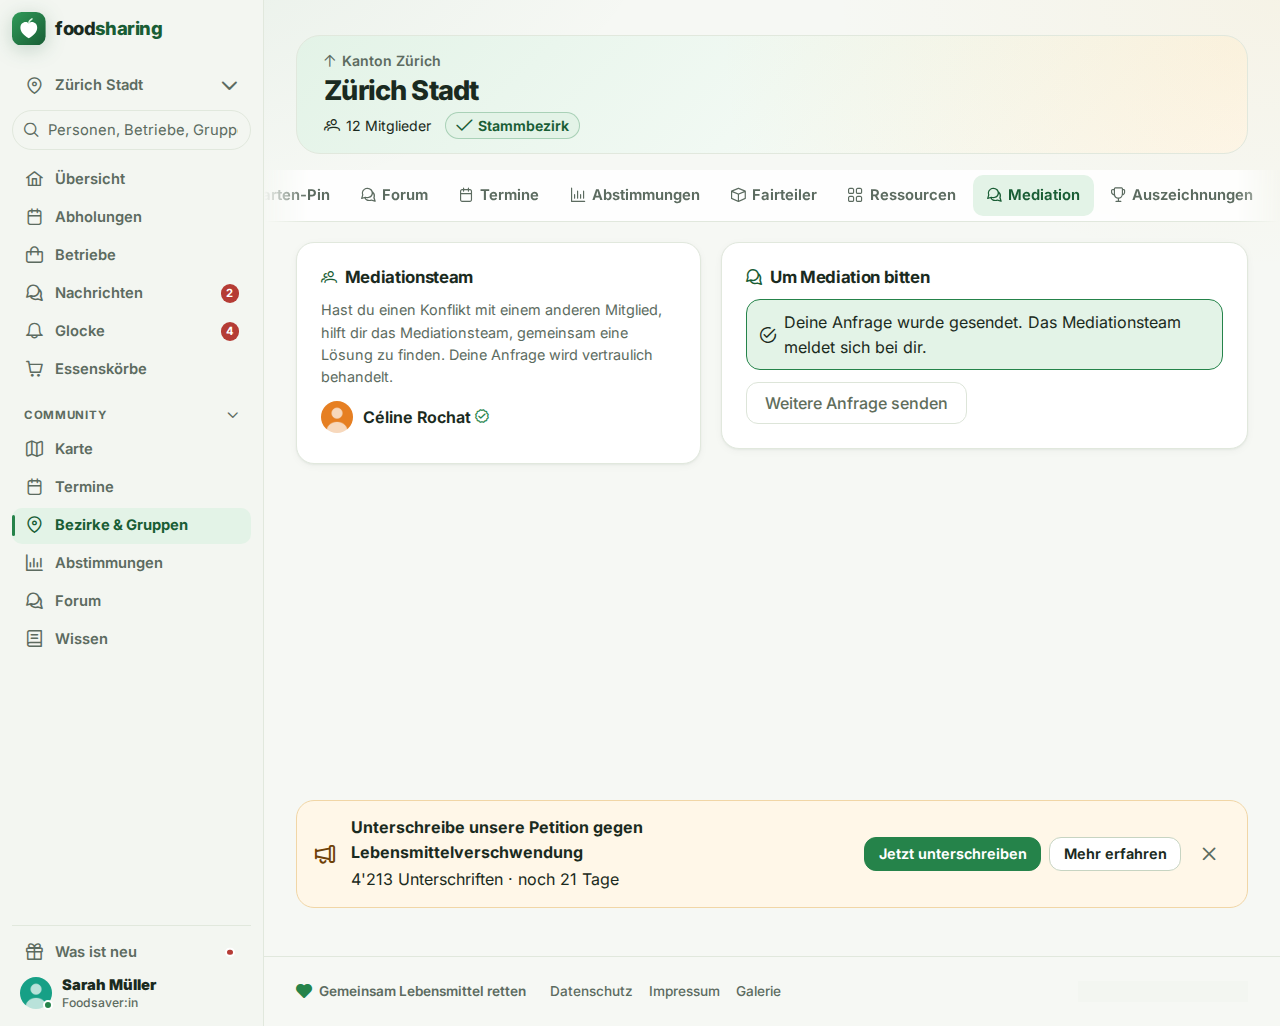 foodsharing
Zürich Stadt
Personen, Betriebe, Grupp
Übersicht
Abholungen
Betriebe
Nachrichten 2
Glocke 4
Essenskörbe
COMMUNITY
Karte
Termine
Bezirke & Gruppen
Abstimmungen
Forum
Wissen
Was ist neu
Sarah Müller
Foodsaver:in
Kanton Zürich
Zürich Stadt
12 Mitglieder Stammbezirk
rten-Pin Forum Termine Abstimmungen Fairteiler Ressourcen Mediation Auszeichnungen
Mediationsteam
Hast du einen Konflikt mit einem anderen Mitglied,
hilft dir das Mediationsteam, gemeinsam eine
Lösung zu finden. Deine Anfrage wird vertraulich
behandelt.
Céline Rochat
Um Mediation bitten
Deine Anfrage wurde gesendet. Das Mediationsteam
meldet sich bei dir.
Weitere Anfrage senden
Unterschreibe unsere Petition gegen
Lebensmittelverschwendung
4'213 Unterschriften · noch 21 Tage
Jetzt unterschreiben Mehr erfahren
Gemeinsam Lebensmittel retten Datenschutz Impressum Galerie